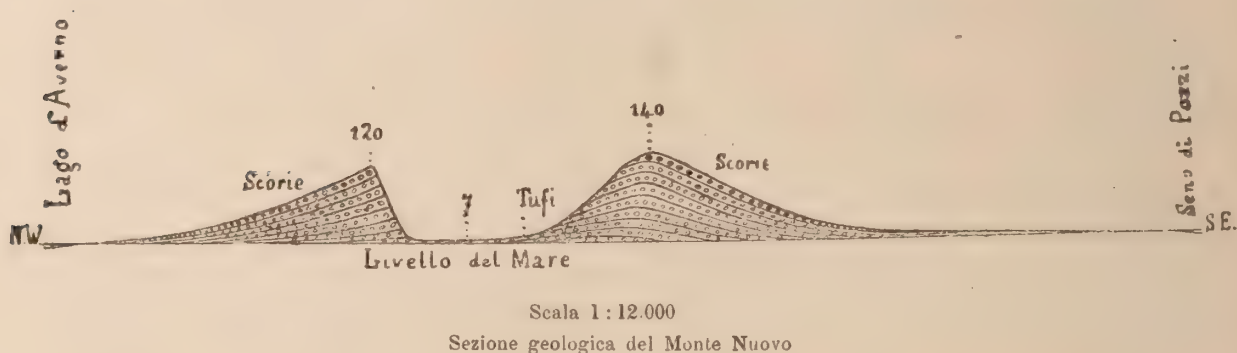 Lago d'Averno
Seno di Pozzi
120
140
Scorie
Scorie
7
Tufi
NW
SE.
Livello del Mare
Scala 1 : 12.000
Sezione geologica del Monte Nuovo